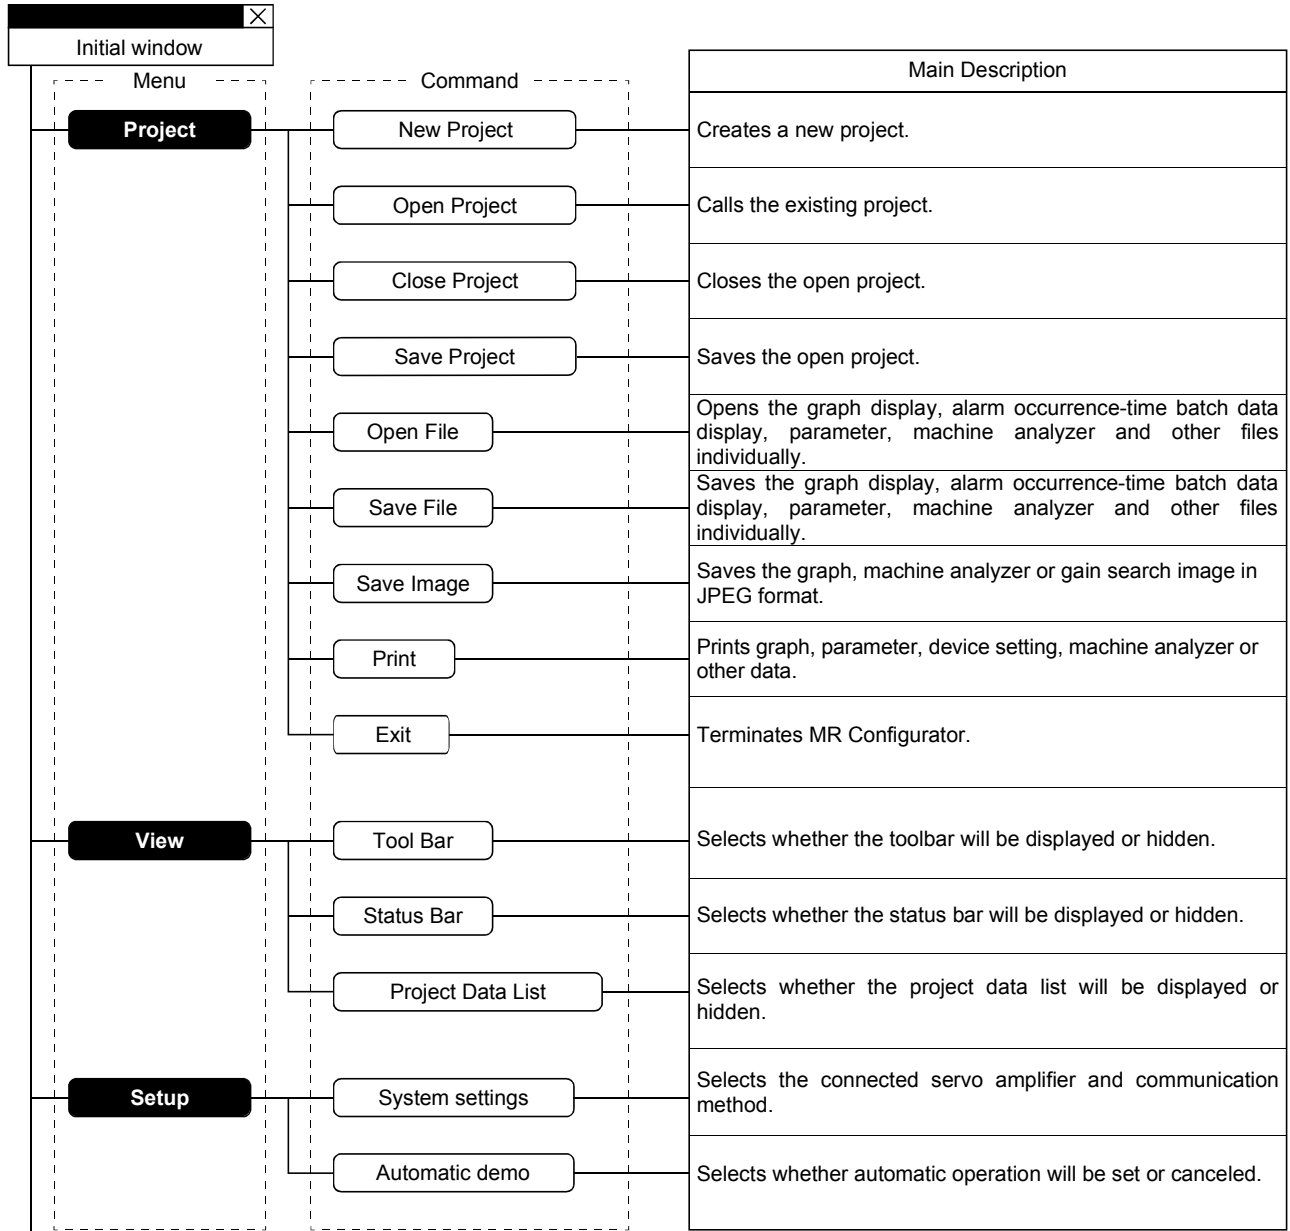 Initial window
Menu
Command
Main Description
Project
New Project
Creates a new project.
Open Project
Calls the existing project.
Close Project
Closes the open project.
Save Project
Saves the open project.
Open File
Opens the graph display, alarm occurrence-time batch data
display, parameter, machine analyzer and other files
individually.
Save File
Saves the graph display, alarm occurrence-time batch data
display, parameter, machine analyzer and other files
individually.
Save Image
Saves the graph, machine analyzer or gain search image in
JPEG format.
Print
Prints graph, parameter, device setting, machine analyzer or
other data.
Exit
Terminates MR Configurator.
View
Tool Bar
Selects whether the toolbar will be displayed or hidden.
Status Bar
Selects whether the status bar will be displayed or hidden.
Project Data List
Selects whether the project data list will be displayed or
hidden.
Setup
System settings
Selects the connected servo amplifier and communication
method.
Automatic demo
Selects whether automatic operation will be set or canceled.